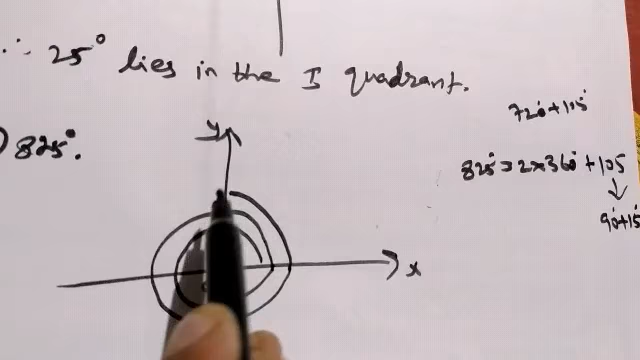 ∴ 25° lies in the I quadrant.
720°+105°
) 825°.
y
825°=2×360°+105
↓
90°+15°
x